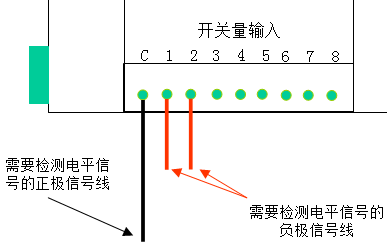 开关量输入
C 1 2 3 4 5 6 7 8
需要检测电平信
号的正极信号线
需要检测电平信号的
负极信号线